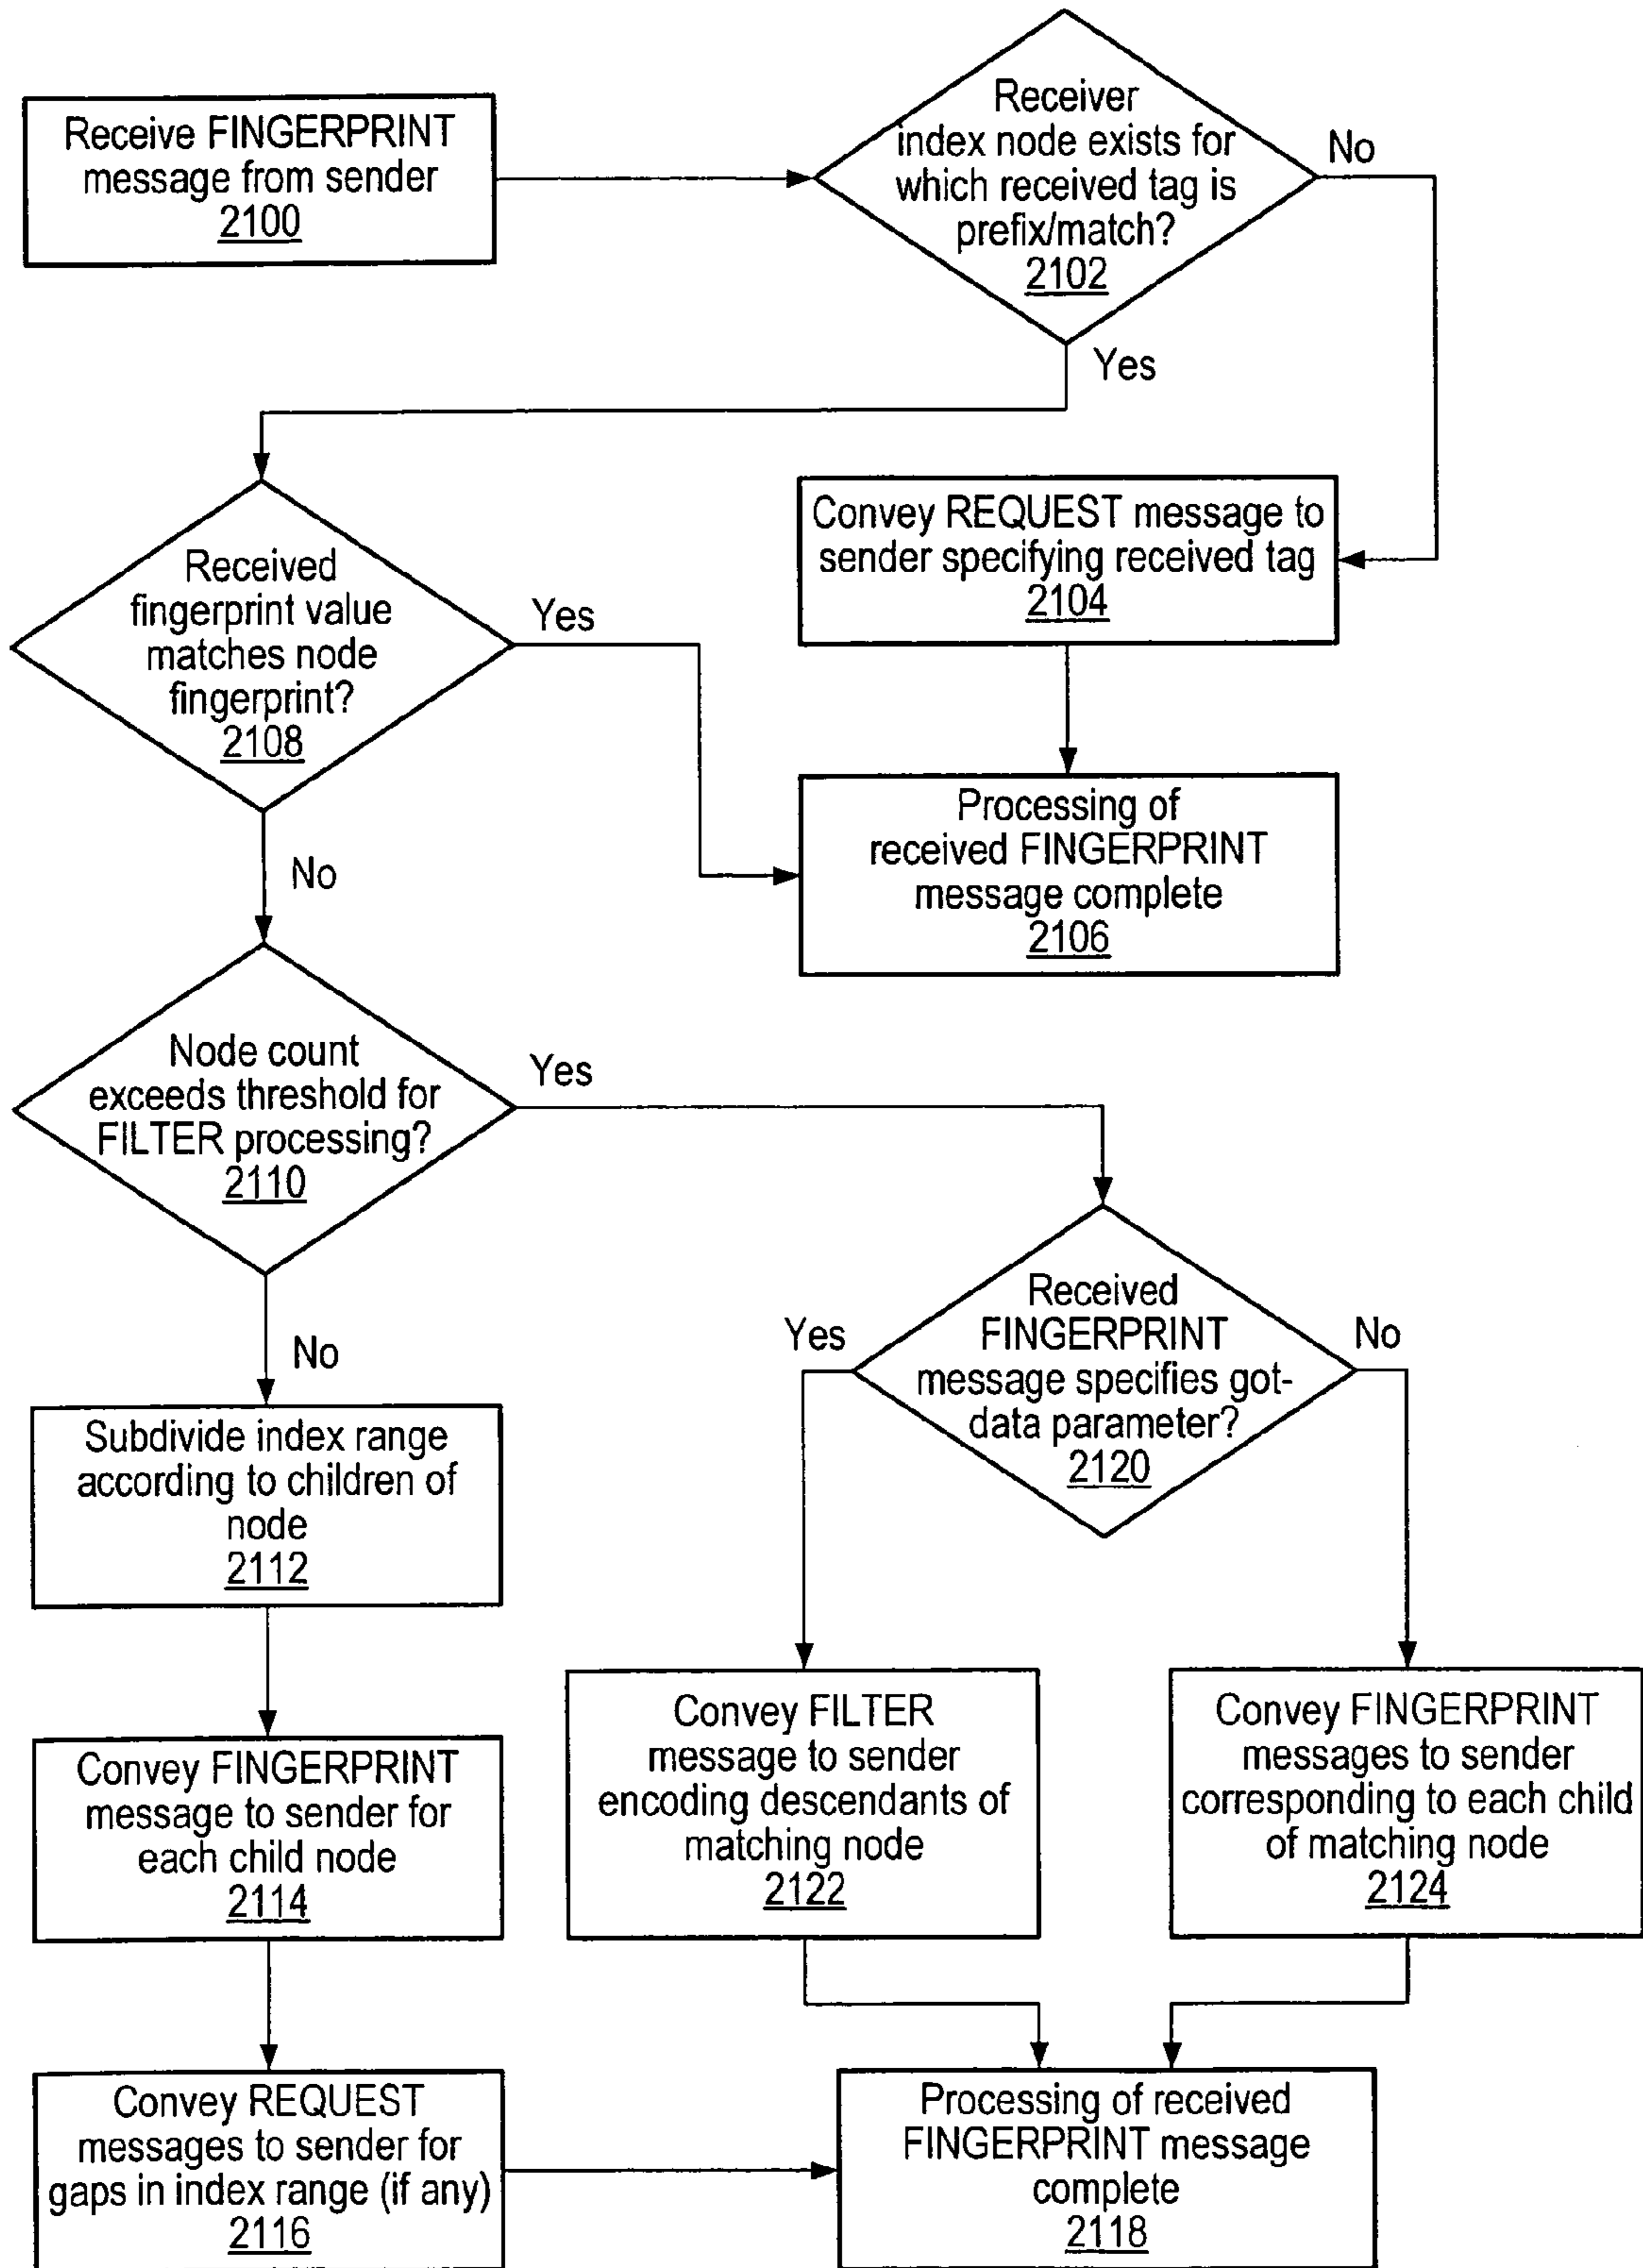 Receive FINGERPRINT
message from sender
2100
Receiver
index node exists for
which received tag is
prefix/match?
2102
No
Yes
Convey REQUEST message to
sender specifying received tag
2104
Received
fingerprint value
matches node
fingerprint?
2108
Yes
No
Processing of
received FINGERPRINT
message complete
2106
Node count
exceeds threshold for
FILTER processing?
2110
Yes
No
Received
FINGERPRINT
message specifies got-
data parameter?
2120
Yes
No
Subdivide index range
according to children of
node
2112
Convey FINGERPRINT
message to sender for
each child node
2114
Convey FILTER
message to sender
encoding descendants of
matching node
2122
Convey FINGERPRINT
messages to sender
corresponding to each child
of matching node
2124
Convey REQUEST
messages to sender for
gaps in index range (if any)
2116
Processing of received
FINGERPRINT message
complete
2118